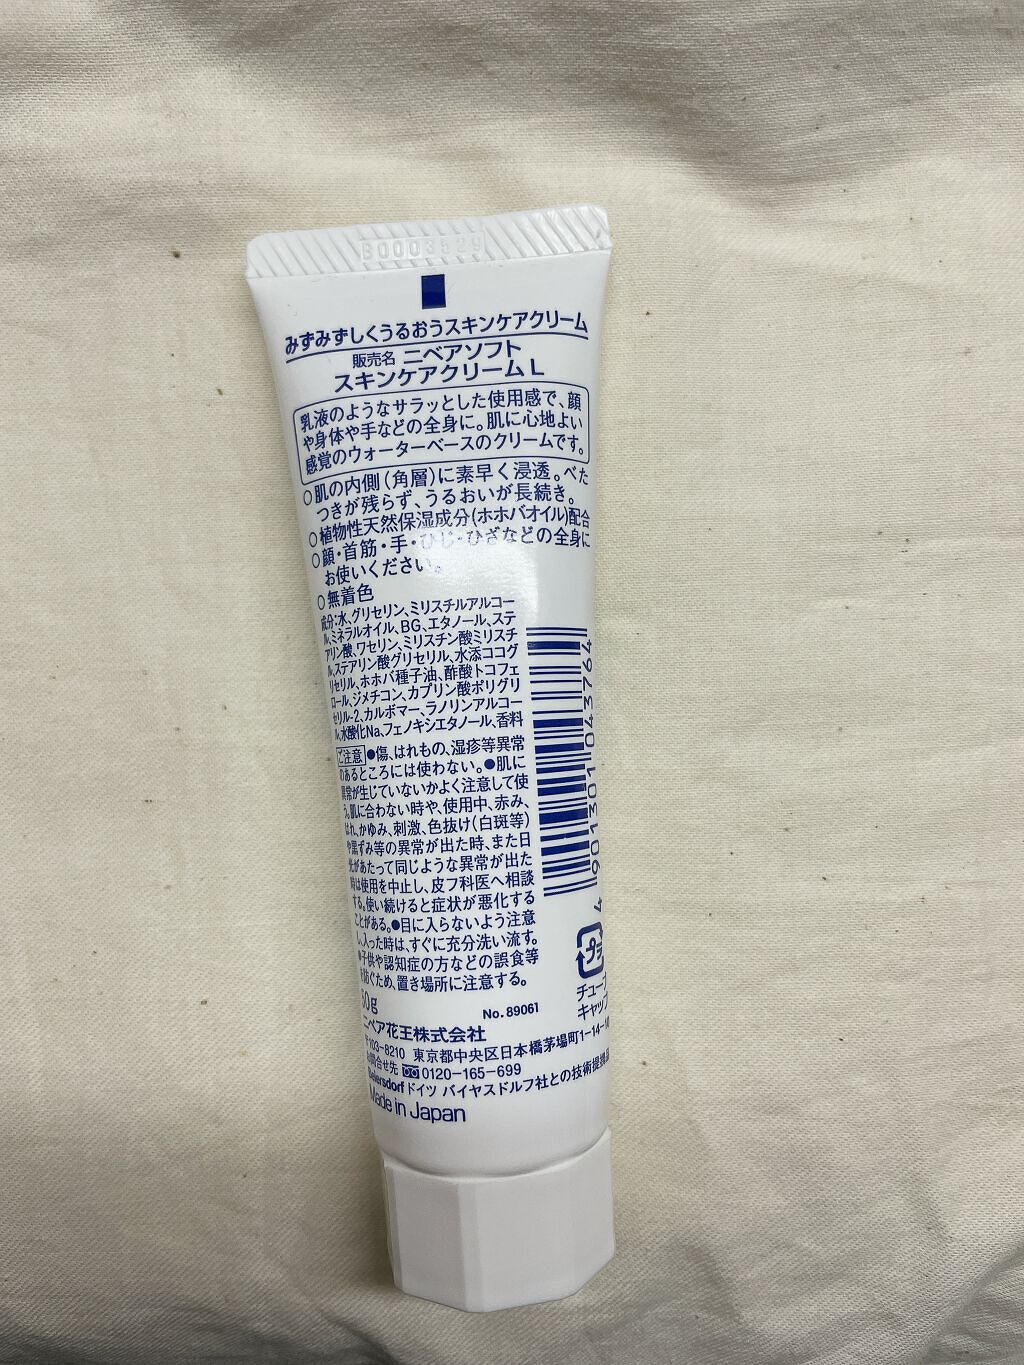 B0003529
みずみずしくうるおうスキンケアクリーム
販売名 ニベアソフト
スキンケアクリームL
乳液のようなサラッとした使用感で、顔
や身体や手などの全身に。肌に心地よい
感覚のウォーターベースのクリームです。
○肌の内側(角層)に素早く浸透。べた
つきが残らず、うるおいが長続き。
○植物性天然保湿成分(ホホバオイル)配合
○顔・首筋・手・ひじ・ひざなどの全身に
お使いください。
○無着色
成分:水、グリセリン、ミリスチルアルコー
ル、ミネラルオイル、BG、エタノール、ステ
アリン酸、ワセリン、ミリスチン酸ミリスチ
ル、ステアリン酸グリセリル、水添ココグ
リセリル、ホホバ種子油、酢酸トコフェ
ロール、ジメチコン、カプリン酸ポリグリ
セリル-2、カルボマー、ラノリンアルコー
ル、水酸化Na、フェノキシエタノール、香料
ご注意 ●傷、はれもの、湿疹等異常
のあるところには使わない。●肌に
異常が生じていないかよく注意して使
う。肌に合わない時や、使用中、赤み、
はれ、かゆみ、刺激、色抜け(白斑等)
や黒ずみ等の異常が出た時、また日
光があたって同じような異常が出た
時は使用を中止し、皮フ科医へ相談
する。使い続けると症状が悪化する
ことがある。●目に入らないよう注意
し、入った時は、すぐに充分洗い流す。
●子供や認知症の方などの誤食等
を防ぐため、置き場所に注意する。
4 901301 043764
プラ
チュー
キャップ
50g
No. 89061
ニベア花王株式会社
〒103-8210 東京都中央区日本橋茅場町1-14-10
お問合せ先 0120-165-699
Beiersdorf ドイツ バイヤスドルフ社との技術提携品
Made in Japan